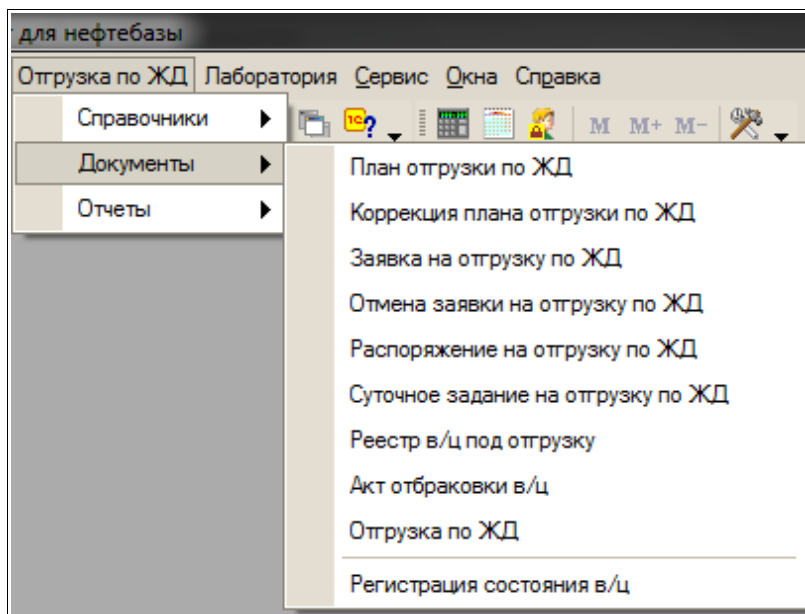 для нефтебазы
Отгрузка по ЖД Лаборатория Сервис Окна Справка
Справочники
M M+ M-
Документы
План отгрузки по ЖД
Отчеты
Коррекция плана отгрузки по ЖД
Заявка на отгрузку по ЖД
Отмена заявки на отгрузку по ЖД
Распоряжение на отгрузку по ЖД
Суточное задание на отгрузку по ЖД
Реестр в/ц под отгрузку
Акт отбраковки в/ц
Отгрузка по ЖД
Регистрация состояния в/ц